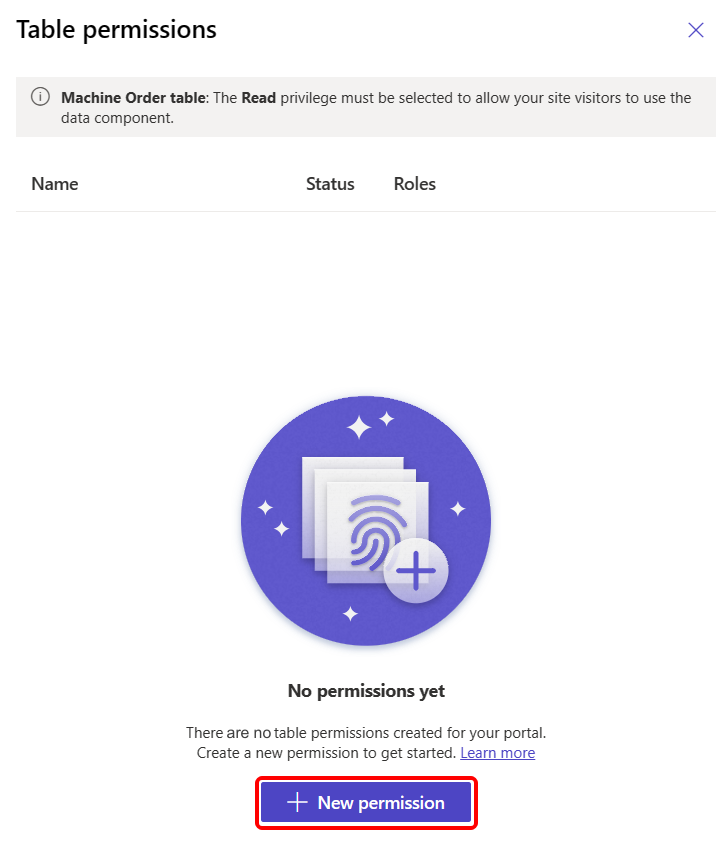 Table permissions
Machine Order table: The Read privilege must be selected to allow your site visitors to use the
data component.
Name Status Roles
No permissions yet
There are no table permissions created for your portal.
Create a new permission to get started. Learn more
New permission